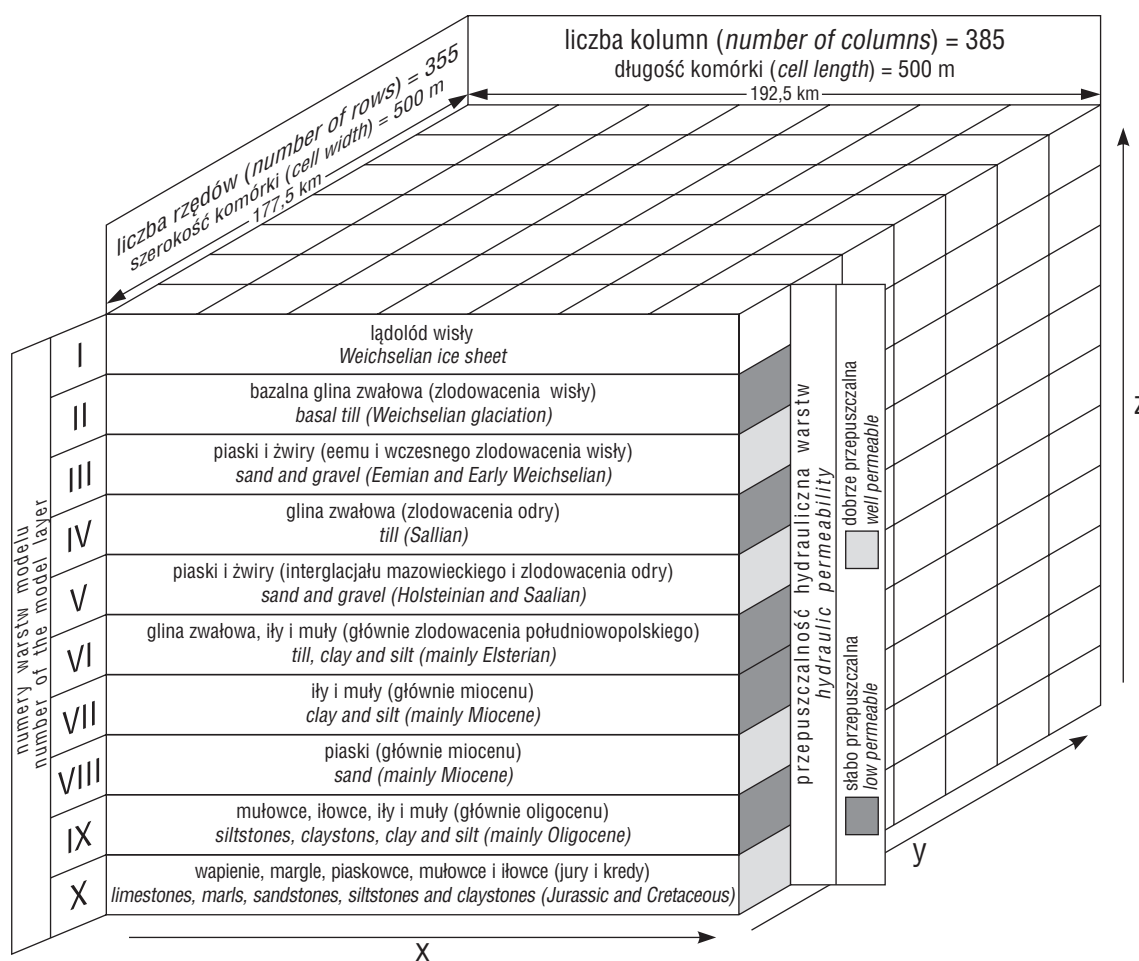 liczba kolumn (number of columns) = 385
długość komórki (cell length) = 500 m
192,5 km
liczba rzędów (number of rows) = 355
szerokość komórki (cell width) = 500 m
177,5 km
numery warstw modelu
number of the model layer
I
lądolód wisły
Weichselian ice sheet
II
bazalna glina zwałowa (zlodowacenia wisły)
basal till (Weichselian glaciation)
III
piaski i żwiry (eemu i wczesnego zlodowacenia wisły)
sand and gravel (Eemian and Early Weichselian)
IV
glina zwałowa (zlodowacenia odry)
till (Sallian)
V
piaski i żwiry (interglacjału mazowieckiego i zlodowacenia odry)
sand and gravel (Holsteinian and Saalian)
VI
glina zwałowa, iły i muły (głównie zlodowacenia południowopolskiego)
till, clay and silt (mainly Elsterian)
VII
iły i muły (głównie miocenu)
clay and silt (mainly Miocene)
VIII
piaski (głównie miocenu)
sand (mainly Miocene)
IX
mułowce, iłowce, iły i muły (głównie oligocenu)
siltstones, claystons, clay and silt (mainly Oligocene)
X
wapienie, margle, piaskowce, mułowce i iłowce (jury i kredy)
limestones, marls, sandstones, siltstones and claystones (Jurassic and Cretaceous)
przepuszczalność hydrauliczna warstw
hydraulic permeability
dobrze przepuszczalna
well permeable
słabo przepuszczalna
low permeable
x
y
z